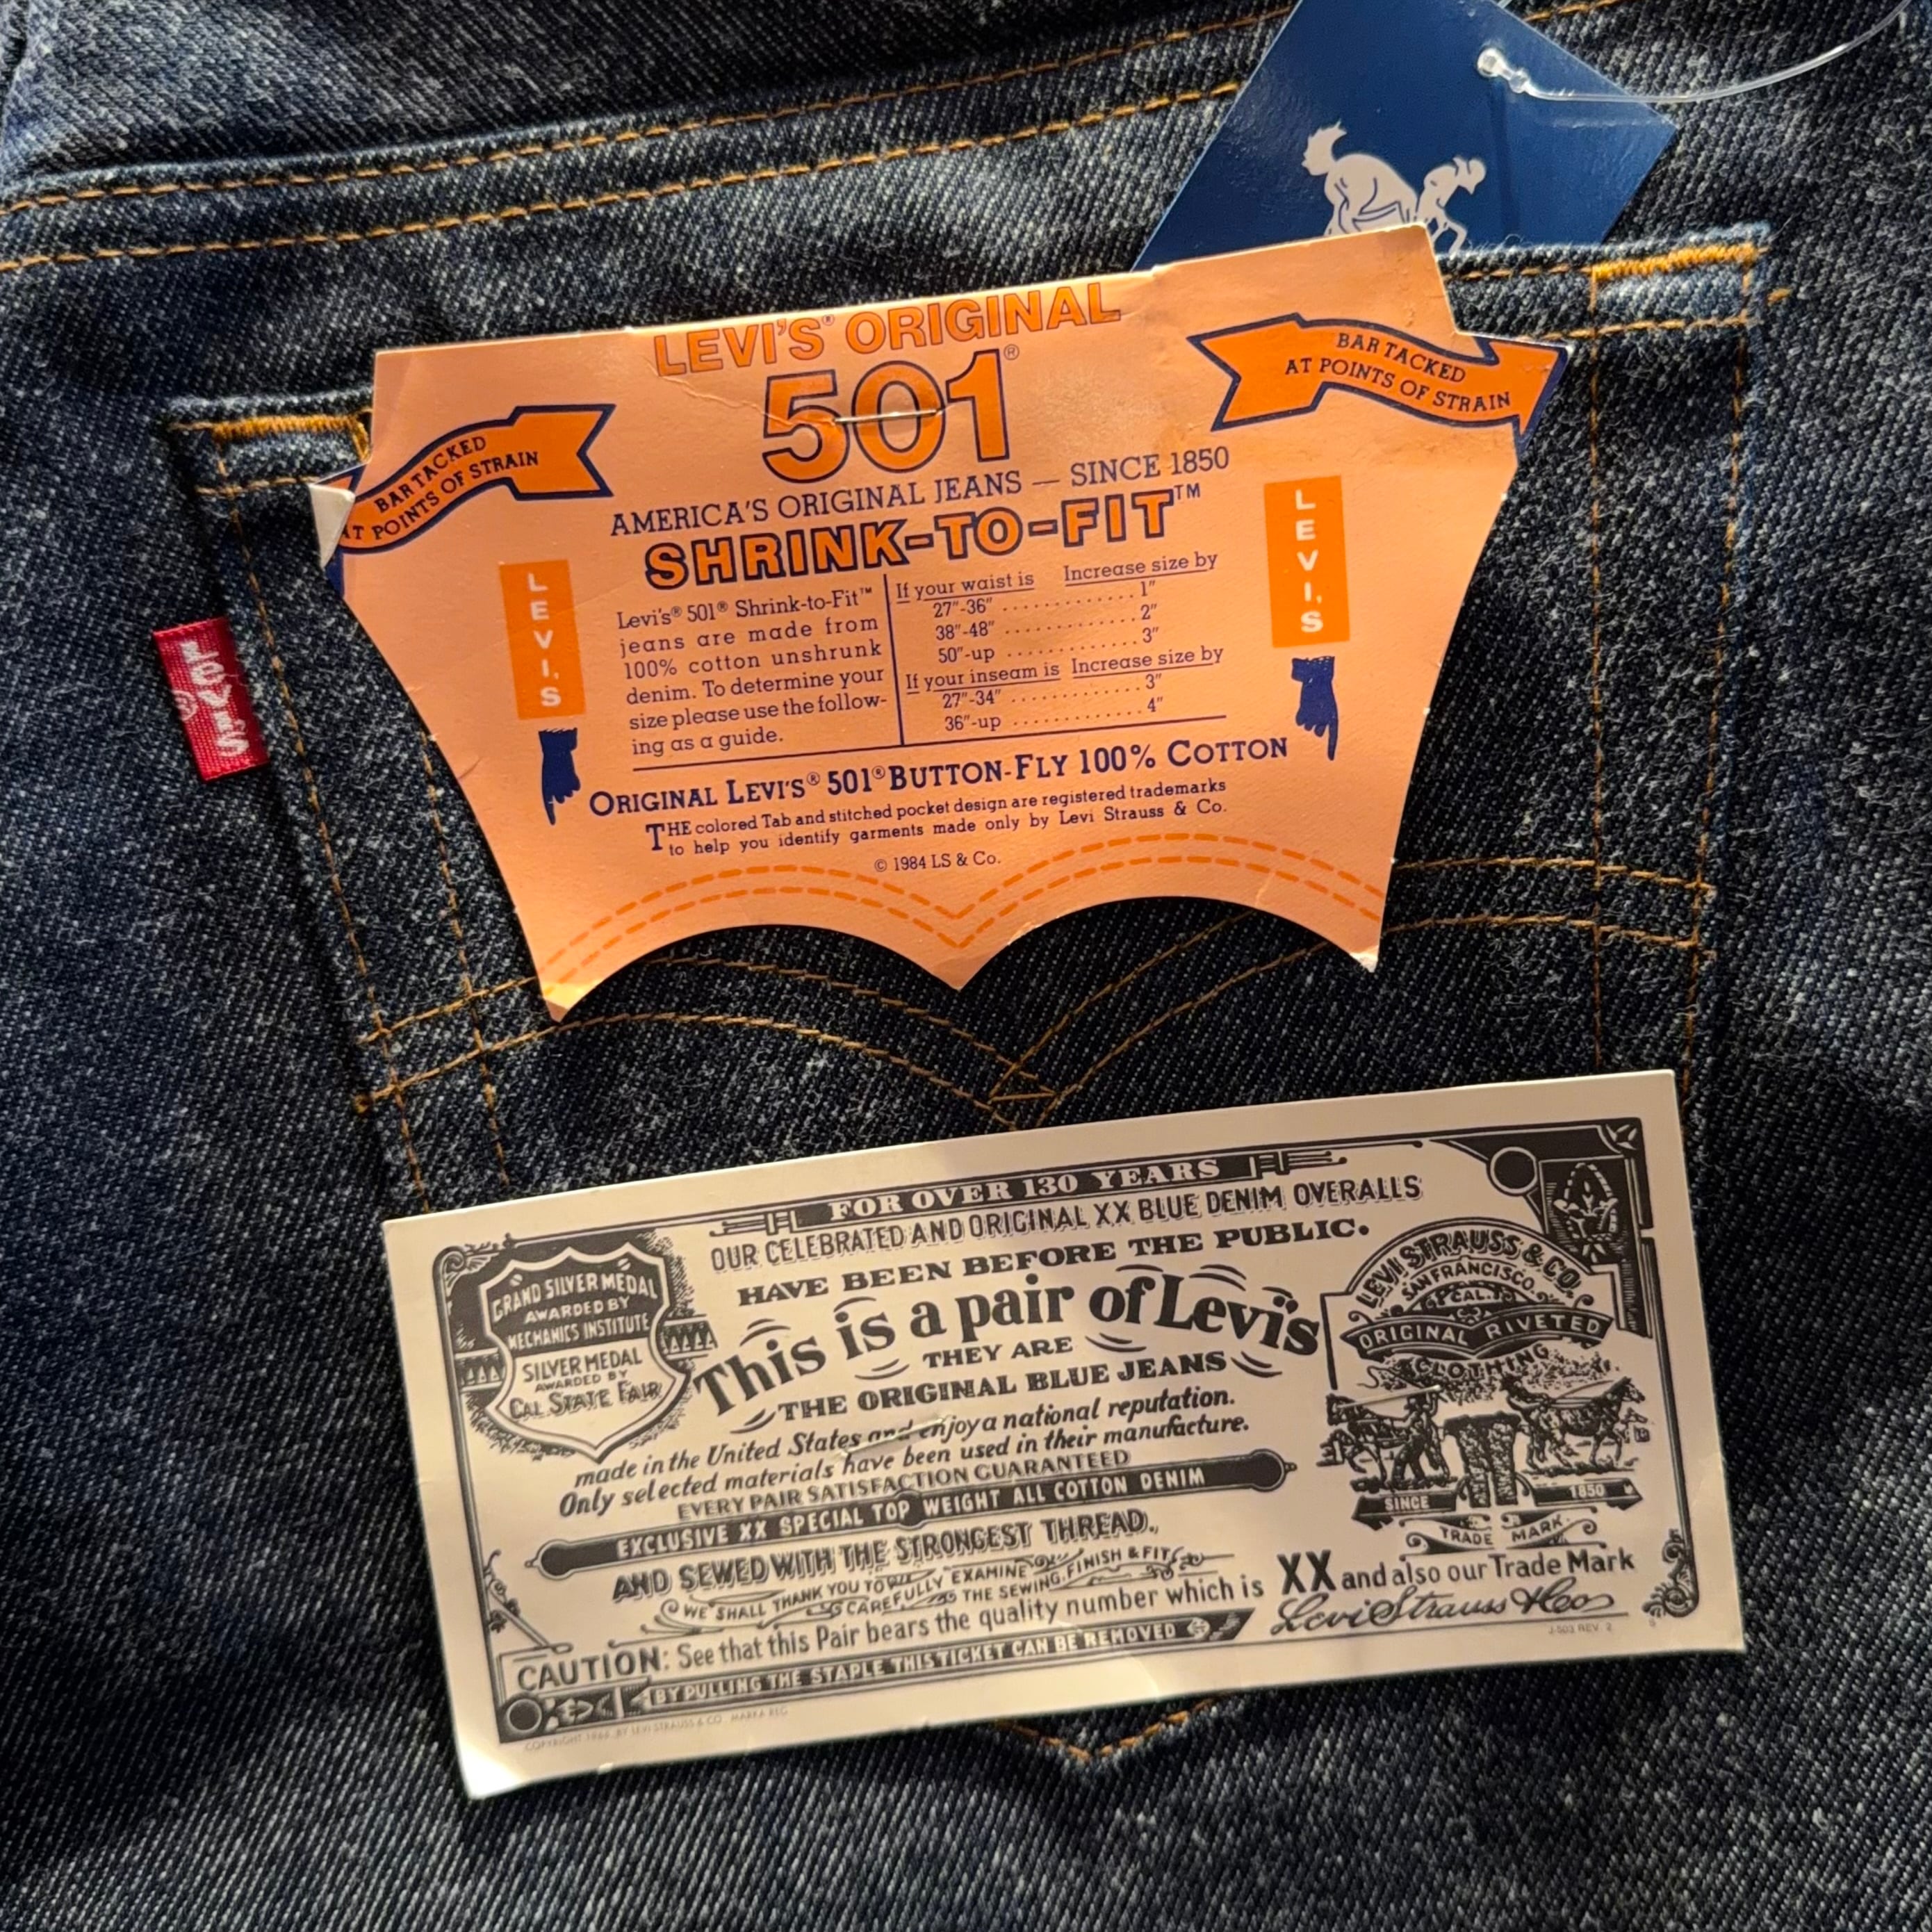 LEVI'S® ORIGINAL
501®
AMERICA'S ORIGINAL JEANS — SINCE 1850
SHRINK-TO-FIT™
BAR TACKED
AT POINTS OF STRAIN
BAR TACKED
AT POINTS OF STRAIN
LEVI'S
LEVI'S
Levi's® 501® Shrink-to-Fit™
jeans are made from
100% cotton unshrunk
denim. To determine your
size please use the follow-
ing as a guide.
If your waist is Increase size by
27"-36" . . . . . . . . . . . . 1"
38"-48" . . . . . . . . . . . . 2"
50"-up . . . . . . . . . . . . 3"
If your inseam is Increase size by
27"-34" . . . . . . . . . . . . 3"
36"-up . . . . . . . . . . . . 4"
ORIGINAL LEVI'S® 501® BUTTON-FLY 100% COTTON
THE colored Tab and stitched pocket design are registered trademarks
to help you identify garments made only by Levi Strauss & Co.
© 1984 LS & Co.
LEVI'S
®
FOR OVER 130 YEARS
OUR CELEBRATED AND ORIGINAL XX BLUE DENIM OVERALLS
HAVE BEEN BEFORE THE PUBLIC.
This is a pair of Levi's
THEY ARE
THE ORIGINAL BLUE JEANS
made in the United States and enjoy a national reputation.
Only selected materials have been used in their manufacture.
EVERY PAIR SATISFACTION GUARANTEED
EXCLUSIVE XX SPECIAL TOP WEIGHT ALL COTTON DENIM
AND SEWED WITH THE STRONGEST THREAD.
WE SHALL THANK YOU TO CAREFULLY EXAMINE THE SEWING, FINISH & FIT
CAUTION: See that this Pair bears the quality number which is XX and also our Trade Mark
Levi Strauss & Co
BY PULLING THE STAPLE THIS TICKET CAN BE REMOVED
GRAND SILVER MEDAL
AWARDED BY
MECHANICS INSTITUTE
SILVER MEDAL
AWARDED BY
CAL. STATE FAIR
LEVI STRAUSS & CO.
SAN FRANCISCO,
CAL.
ORIGINAL RIVETED
CLOTHING
SINCE 1850
TRADE MARK.
J-503 REV. 2